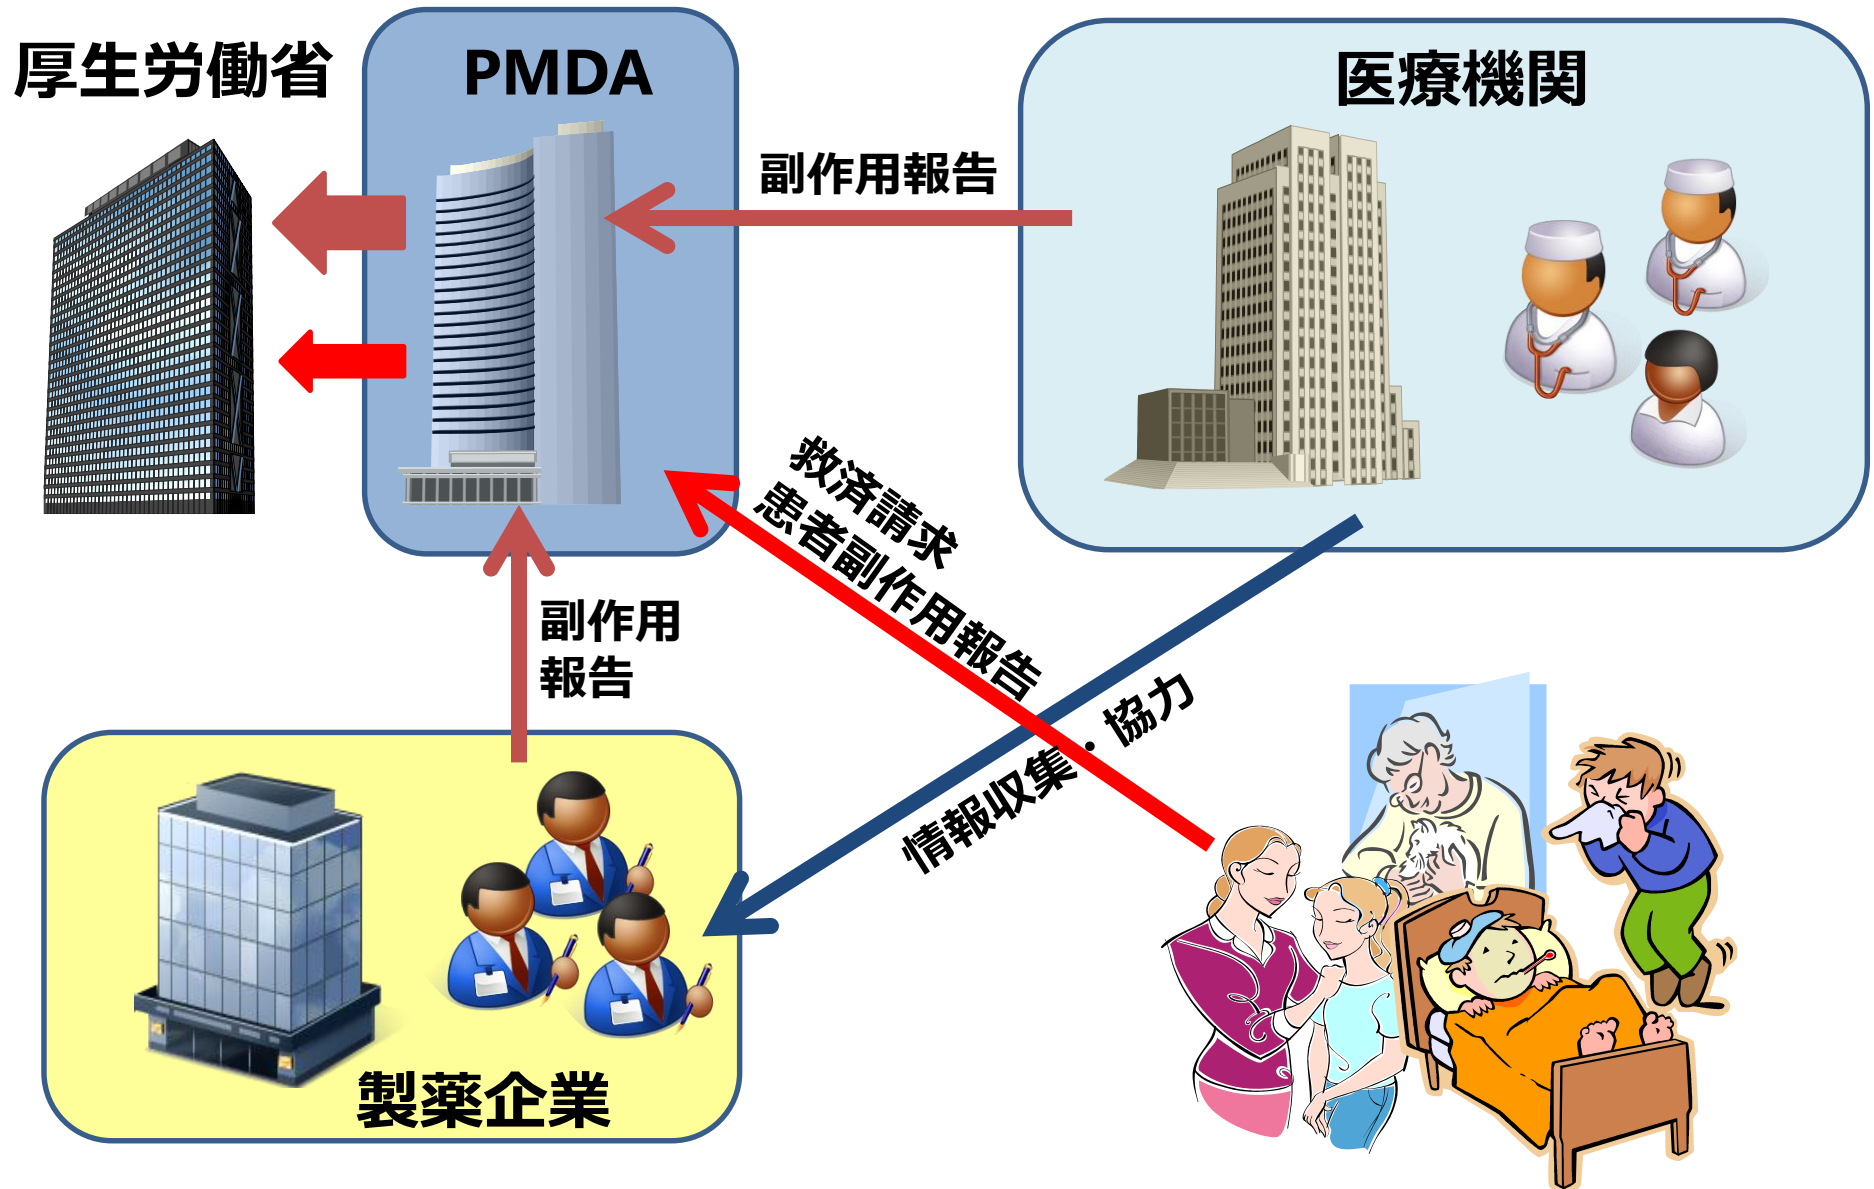 厚生労働省
PMDA
医療機関
副作用報告
救済請求
患者副作用報告
副作用
報告
情報収集・協力
製薬企業